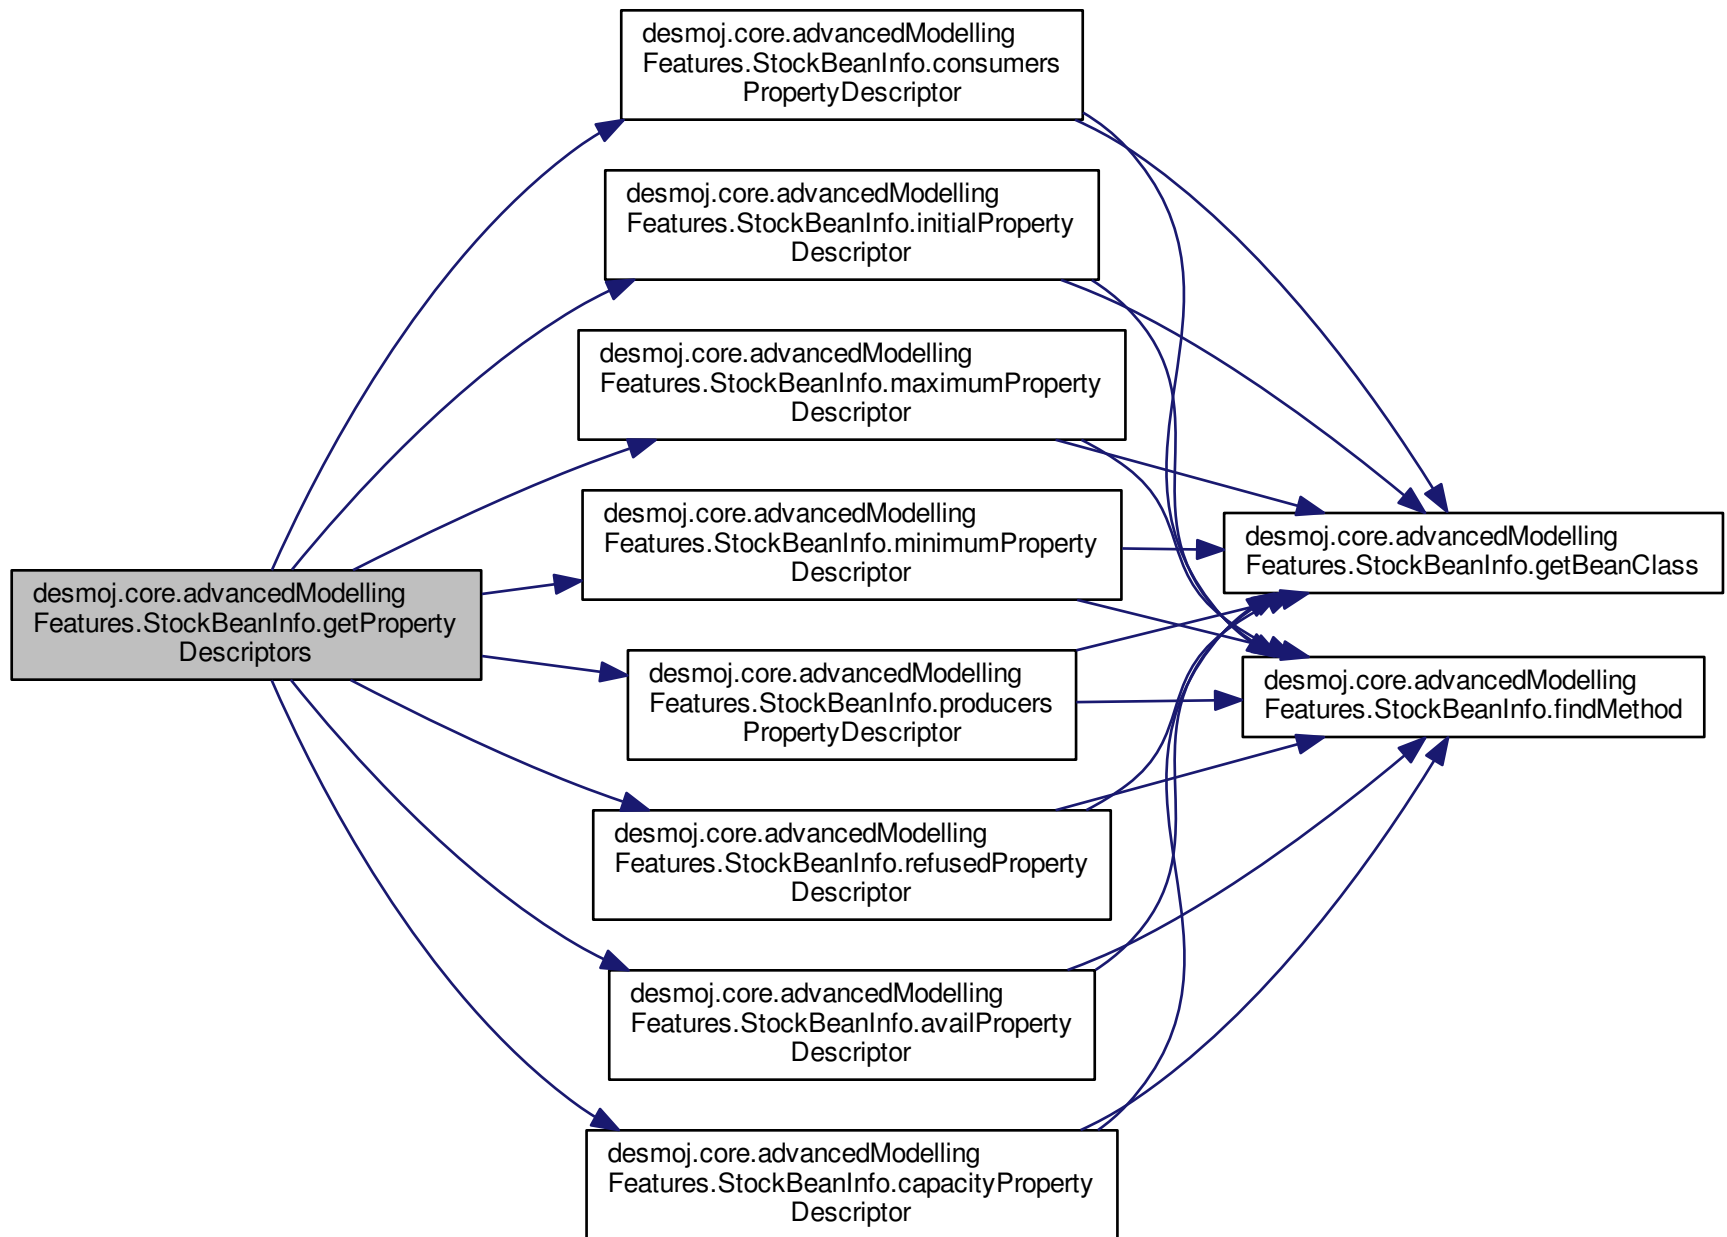 desmoj.core.advancedModelling
Features.StockBeanInfo.consumers
PropertyDescriptor
desmoj.core.advancedModelling
Features.StockBeanInfo.initialProperty
Descriptor
desmoj.core.advancedModelling
Features.StockBeanInfo.maximumProperty
Descriptor
desmoj.core.advancedModelling
Features.StockBeanInfo.minimumProperty
Descriptor
desmoj.core.advancedModelling
Features.StockBeanInfo.getBeanClass
desmoj.core.advancedModelling
Features.StockBeanInfo.getProperty
Descriptors
desmoj.core.advancedModelling
Features.StockBeanInfo.producers
PropertyDescriptor
desmoj.core.advancedModelling
Features.StockBeanInfo.findMethod
desmoj.core.advancedModelling
Features.StockBeanInfo.refusedProperty
Descriptor
desmoj.core.advancedModelling
Features.StockBeanInfo.availProperty
Descriptor
desmoj.core.advancedModelling
Features.StockBeanInfo.capacityProperty
Descriptor